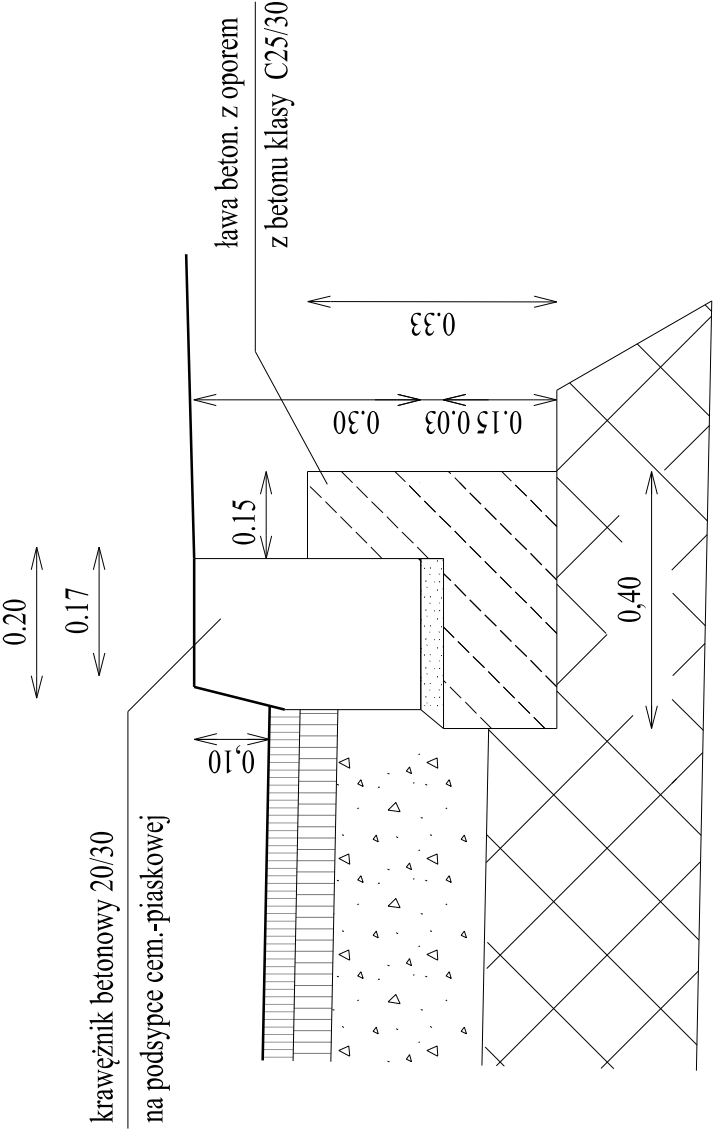 krawężnik betonowy 20/30
na podsypce cem.-piaskowej
ława beton. z oporem
z betonu klasy C25/30
0.20
0.17
0.15
0,10
0.30
0.03
0.15
0.33
0,40